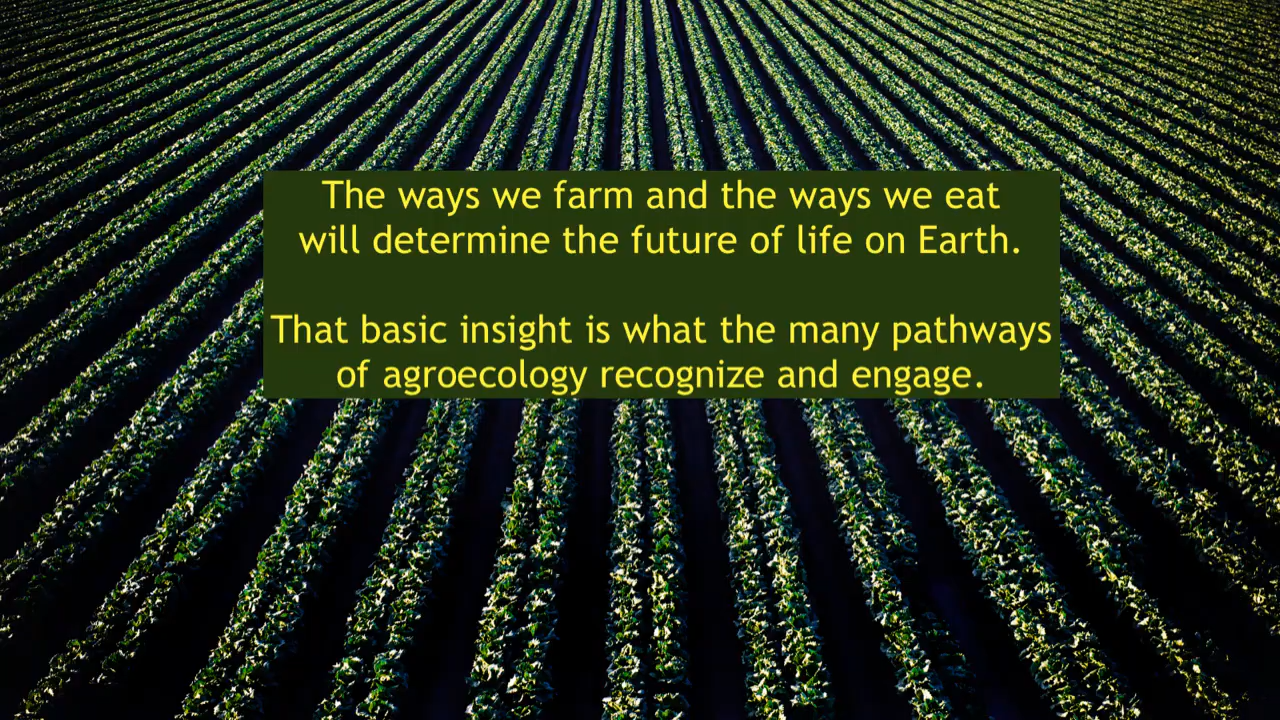 The ways we farm and the ways we eat
will determine the future of life on Earth.
That basic insight is what the many pathways
of agroecology recognize and engage.